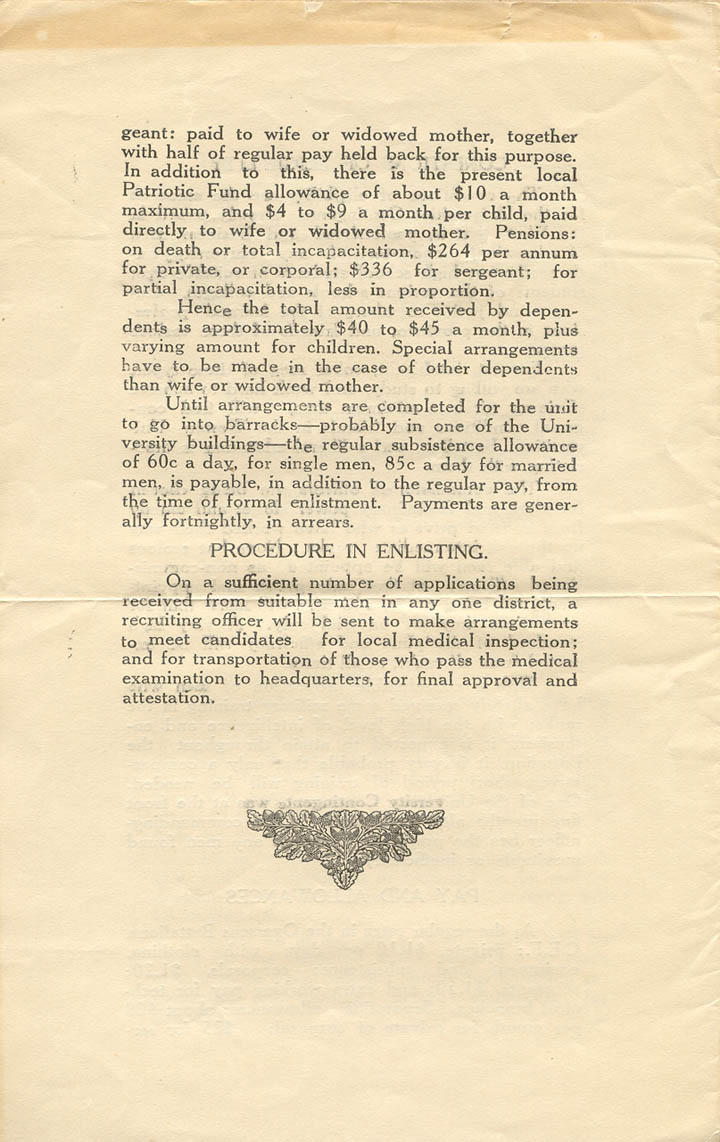 geant: paid to wife or widowed mother, together
with half of regular pay held back for this purpose.
In addition to this, there is the present local
Patriotic Fund allowance of about $10 a month
maximum, and $4 to $9 a month per child, paid
directly to wife or widowed mother. Pensions:
on death or total incapacitation, $264 per annum
for private, or corporal; $336 for sergeant; for
partial incapacitation, less in proportion.
Hence the total amount received by depen-
dents is approximately $40 to $45 a month, plus
varying amount for children. Special arrangements
have to be made in the case of other dependents
than wife or widowed mother.
Until arrangements are completed for the unit
to go into barracks—probably in one of the Uni-
versity buildings—the regular subsistence allowance
of 60c a day, for single men, 85c a day for married
men, is payable, in addition to the regular pay, from
the time of formal enlistment. Payments are gener-
ally fortnightly, in arrears.
PROCEDURE IN ENLISTING.
On a sufficient number of applications being
received from suitable men in any one district, a
recruiting officer will be sent to make arrangements
to meet candidates for local medical inspection;
and for transportation of those who pass the medical
examination to headquarters, for final approval and
attestation.